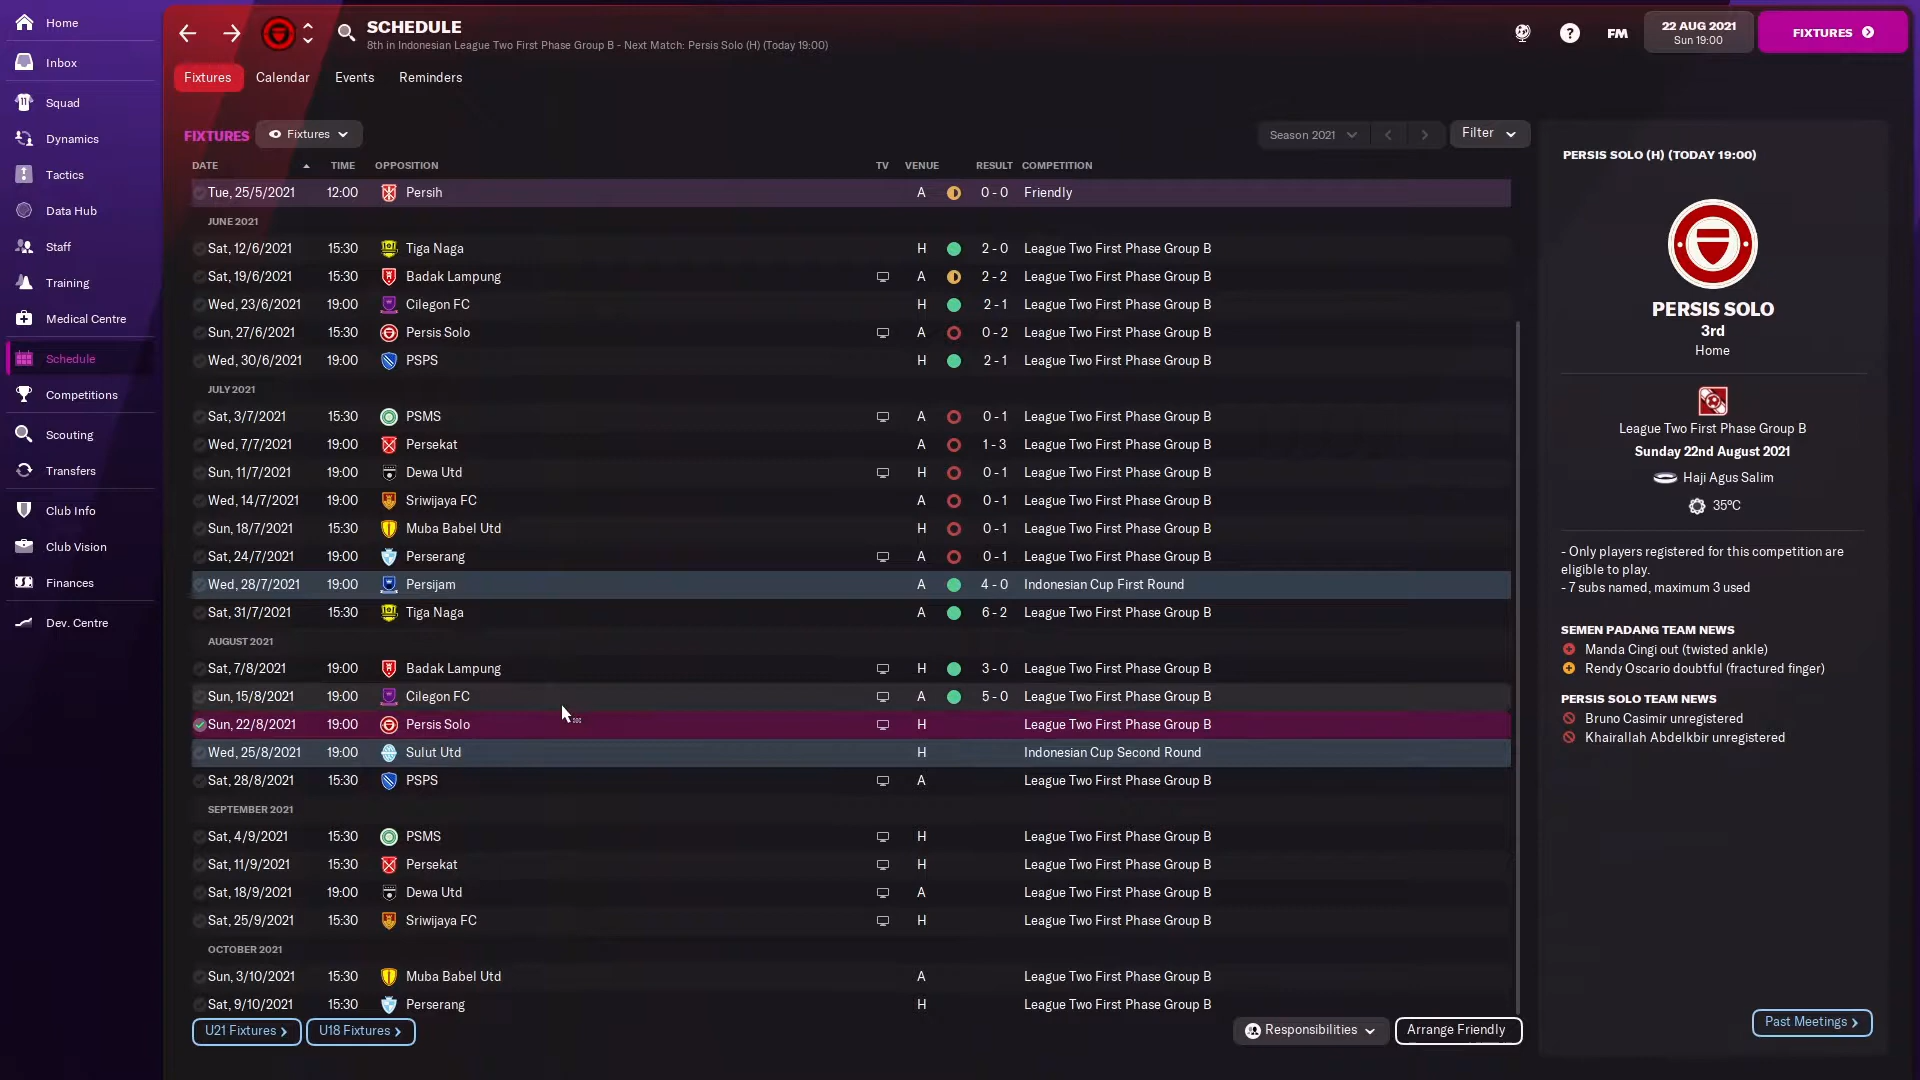 Home
Inbox
Squad
Dynamics
Tactics
Data Hub
Staff
Training
Medical Centre
Schedule
Competitions
Scouting
Transfers
Club Info
Club Vision
Finances
Dev. Centre
SCHEDULE
8th in Indonesian League Two First Phase Group B - Next Match: Persis Solo (H) (Today 19:00)
FM
22 AUG 2021
Sun 19:00
FIXTURES
Fixtures Calendar Events Reminders
FIXTURES Fixtures Season 2021 Filter
DATE TIME OPPOSITION TV VENUE RESULT COMPETITION
Tue, 25/5/2021 12:00 Persih A 0 - 0 Friendly
JUNE 2021
Sat, 12/6/2021 15:30 Tiga Naga H 2 - 0 League Two First Phase Group B
Sat, 19/6/2021 15:30 Badak Lampung A 2 - 2 League Two First Phase Group B
Wed, 23/6/2021 19:00 Cilegon FC H 2 - 1 League Two First Phase Group B
Sun, 27/6/2021 15:30 Persis Solo A 0 - 2 League Two First Phase Group B
Wed, 30/6/2021 19:00 PSPS H 2 - 1 League Two First Phase Group B
JULY 2021
Sat, 3/7/2021 15:30 PSMS A 0 - 1 League Two First Phase Group B
Wed, 7/7/2021 19:00 Persekat A 1 - 3 League Two First Phase Group B
Sun, 11/7/2021 19:00 Dewa Utd H 0 - 1 League Two First Phase Group B
Wed, 14/7/2021 19:00 Sriwijaya FC A 0 - 1 League Two First Phase Group B
Sun, 18/7/2021 15:30 Muba Babel Utd H 0 - 1 League Two First Phase Group B
Sat, 24/7/2021 19:00 Perserang A 0 - 1 League Two First Phase Group B
Wed, 28/7/2021 19:00 Persijam A 4 - 0 Indonesian Cup First Round
Sat, 31/7/2021 15:30 Tiga Naga A 6 - 2 League Two First Phase Group B
AUGUST 2021
Sat, 7/8/2021 19:00 Badak Lampung H 3 - 0 League Two First Phase Group B
Sun, 15/8/2021 19:00 Cilegon FC A 5 - 0 League Two First Phase Group B
Sun, 22/8/2021 19:00 Persis Solo H League Two First Phase Group B
Wed, 25/8/2021 19:00 Sulut Utd H Indonesian Cup Second Round
Sat, 28/8/2021 15:30 PSPS A League Two First Phase Group B
SEPTEMBER 2021
Sat, 4/9/2021 15:30 PSMS H League Two First Phase Group B
Sat, 11/9/2021 15:30 Persekat H League Two First Phase Group B
Sat, 18/9/2021 19:00 Dewa Utd A League Two First Phase Group B
Sat, 25/9/2021 15:30 Sriwijaya FC H League Two First Phase Group B
OCTOBER 2021
Sun, 3/10/2021 15:30 Muba Babel Utd A League Two First Phase Group B
Sat, 9/10/2021 15:30 Perserang H League Two First Phase Group B
U21 Fixtures U18 Fixtures Responsibilities Arrange Friendly
PERSIS SOLO (H) (TODAY 19:00)
PERSIS SOLO
3rd
Home
League Two First Phase Group B
Sunday 22nd August 2021
Haji Agus Salim
35°C
- Only players registered for this competition are
eligible to play.
- 7 subs named, maximum 3 used
SEMEN PADANG TEAM NEWS
Manda Cingi out (twisted ankle)
Rendy Oscario doubtful (fractured finger)
PERSIS SOLO TEAM NEWS
Bruno Casimir unregistered
Khairallah Abdelkbir unregistered
Past Meetings